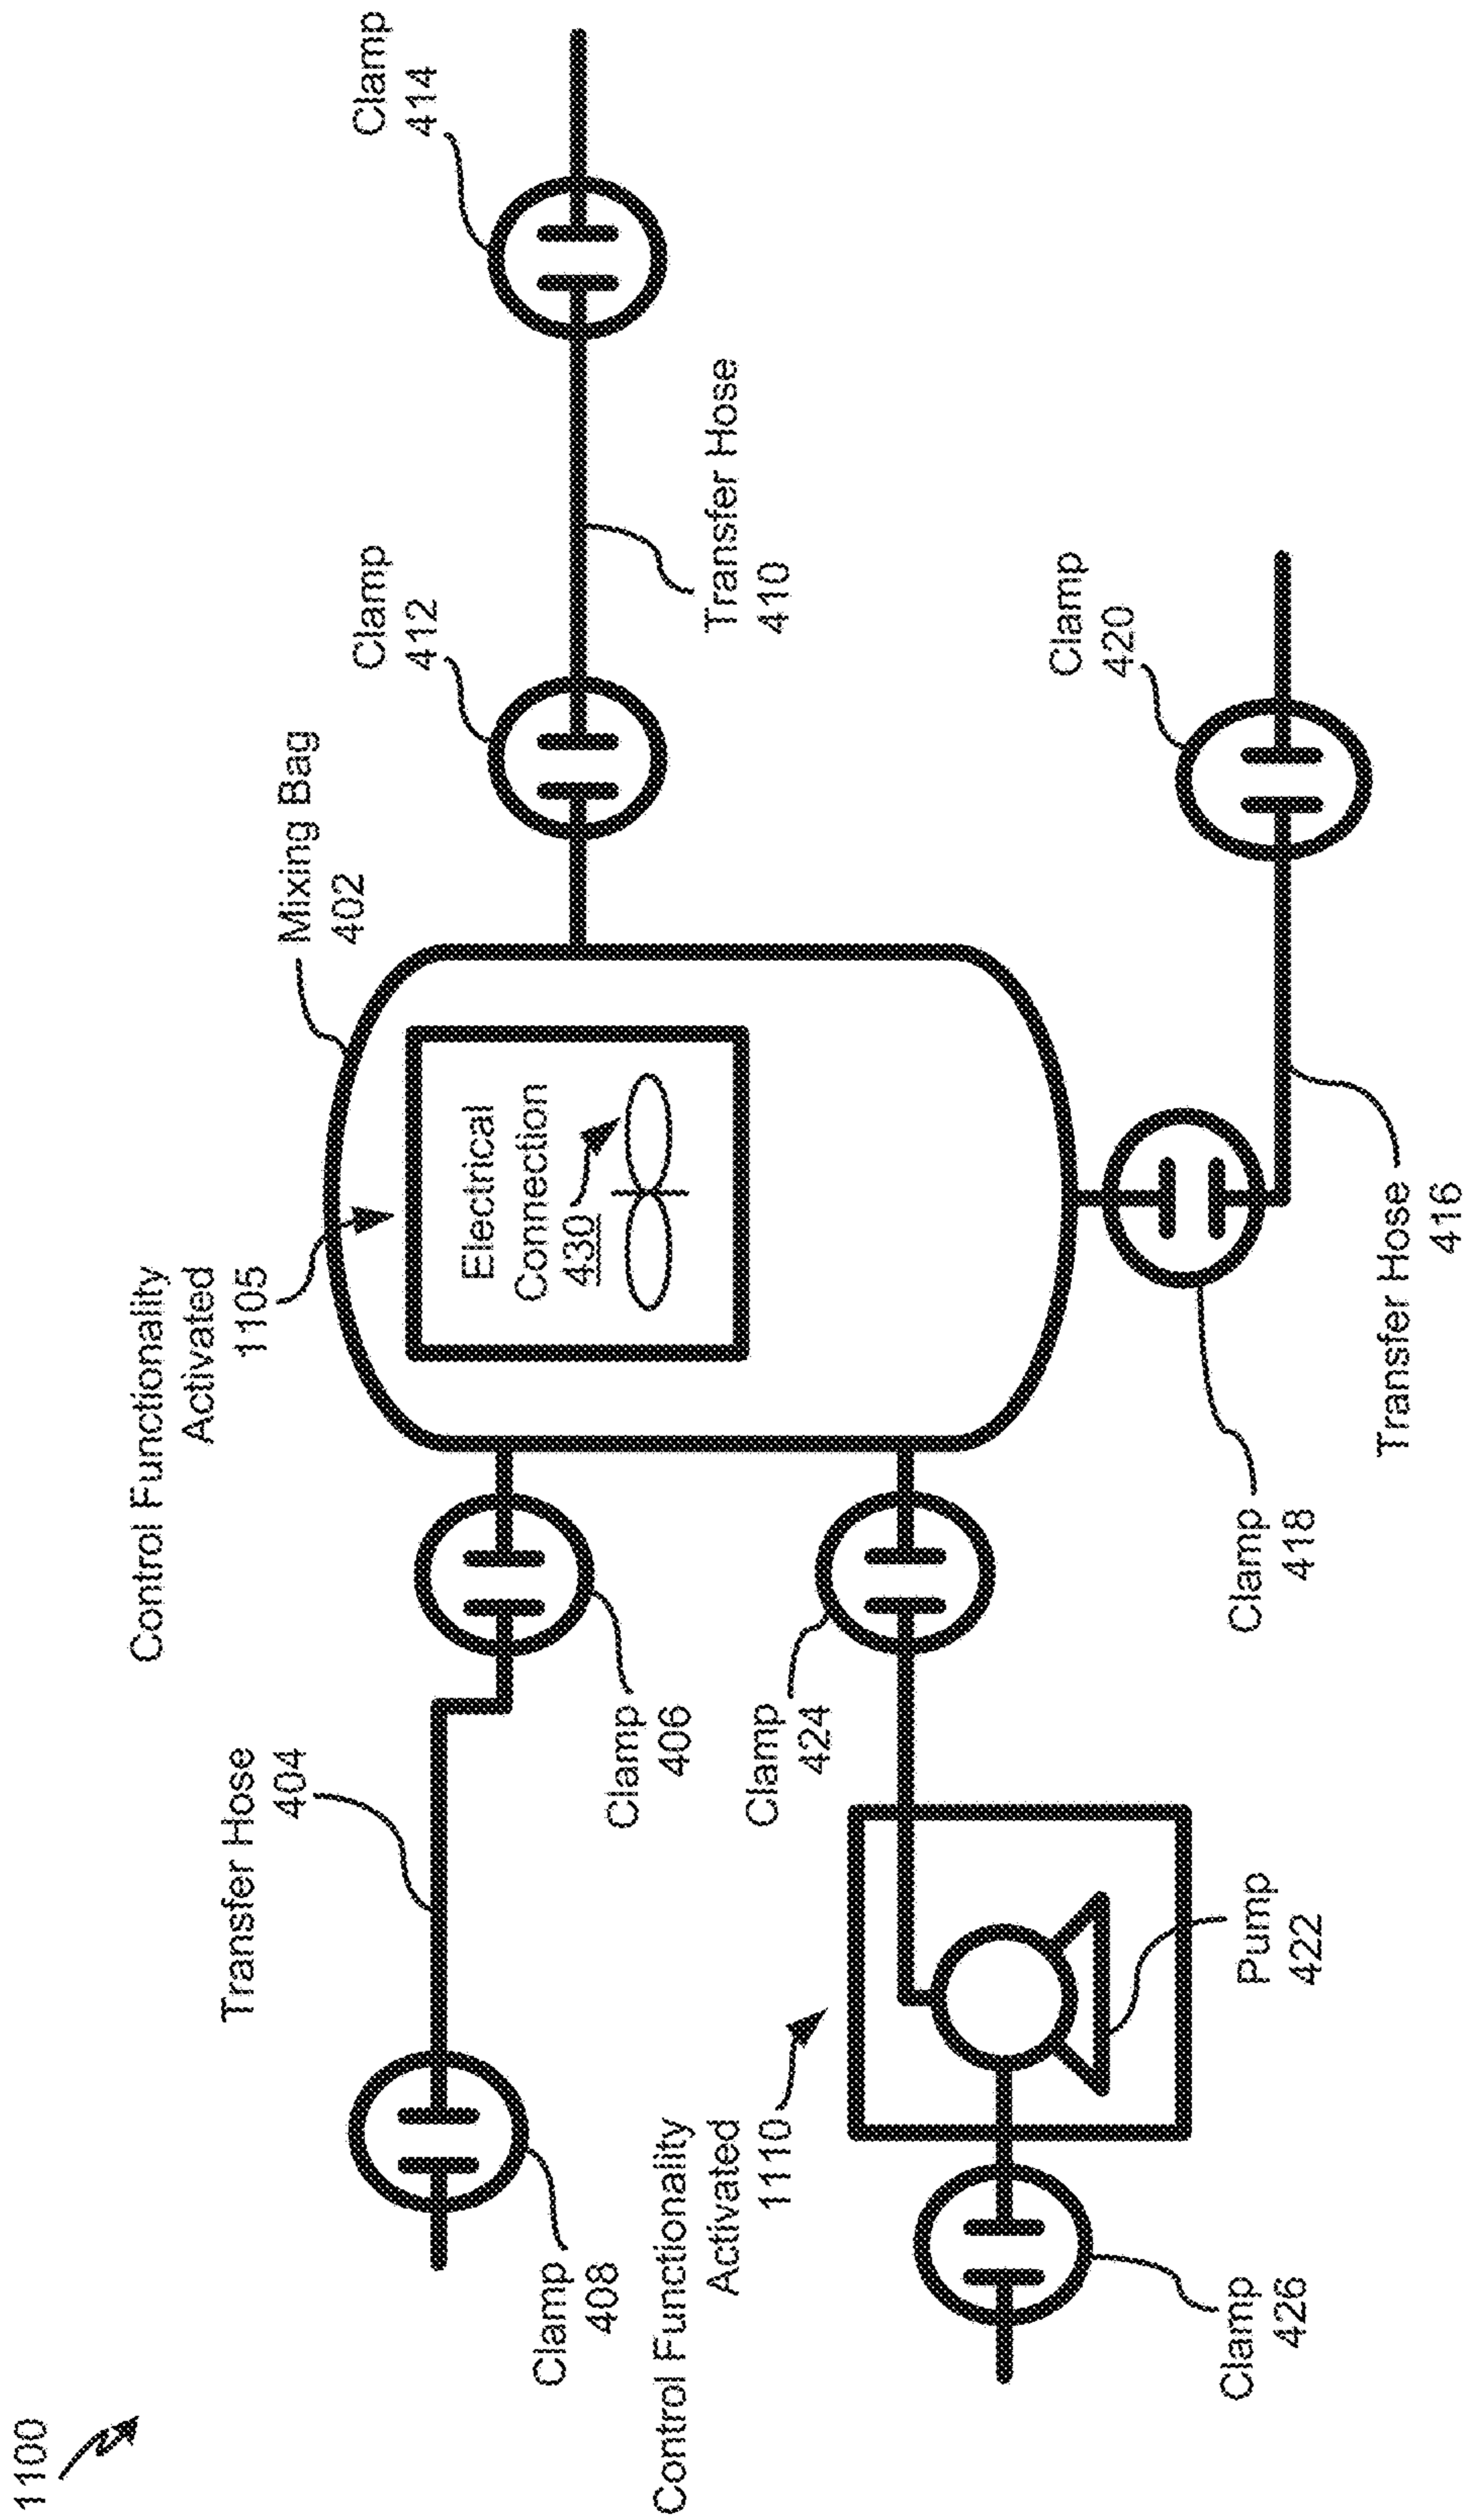 1100
Control Functionality
Activated
1105
Mixing Bag
402
Transfer Hose
404
Clamp
412
Clamp
414
Clamp
408
Clamp
406
Electrical
Connection
430
Transfer Hose
410
Control Functionality
Activated
1110
Clamp
424
Clamp
420
Clamp
426
Pump
422
Clamp
418
Transfer Hose
416